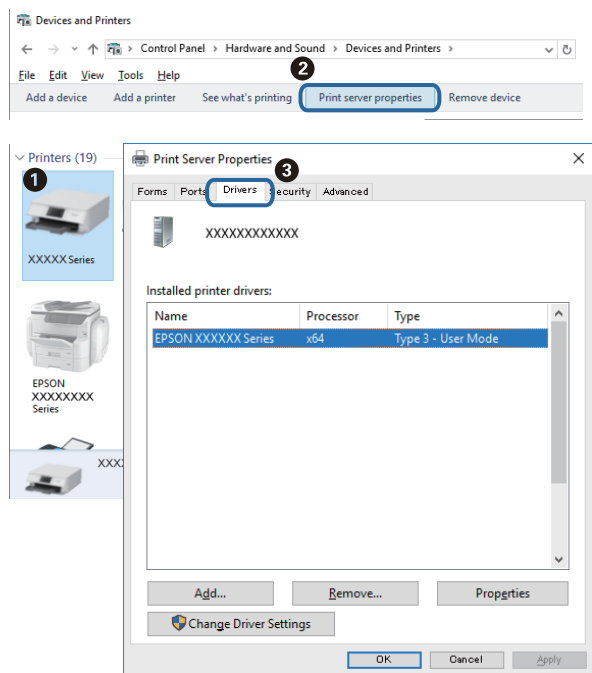 Devices and Printers
Control Panel > Hardware and Sound > Devices and Printers >
2
File Edit View Tools Help
Add a device Add a printer See what's printing Print server properties Remove device
Printers (19)
1
XXXXX Series
EPSON
XXXXXXXX
Series
XXX
Print Server Properties
3
Forms Ports Drivers Security Advanced
XXXXXXXXXXXX
Installed printer drivers:
Name Processor Type
EPSON XXXXXX Series x64 Type 3 - User Mode
Add... Remove... Properties
Change Driver Settings
OK Cancel Apply